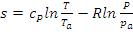 s = c_P ln T/T_a − R ln P/p_a